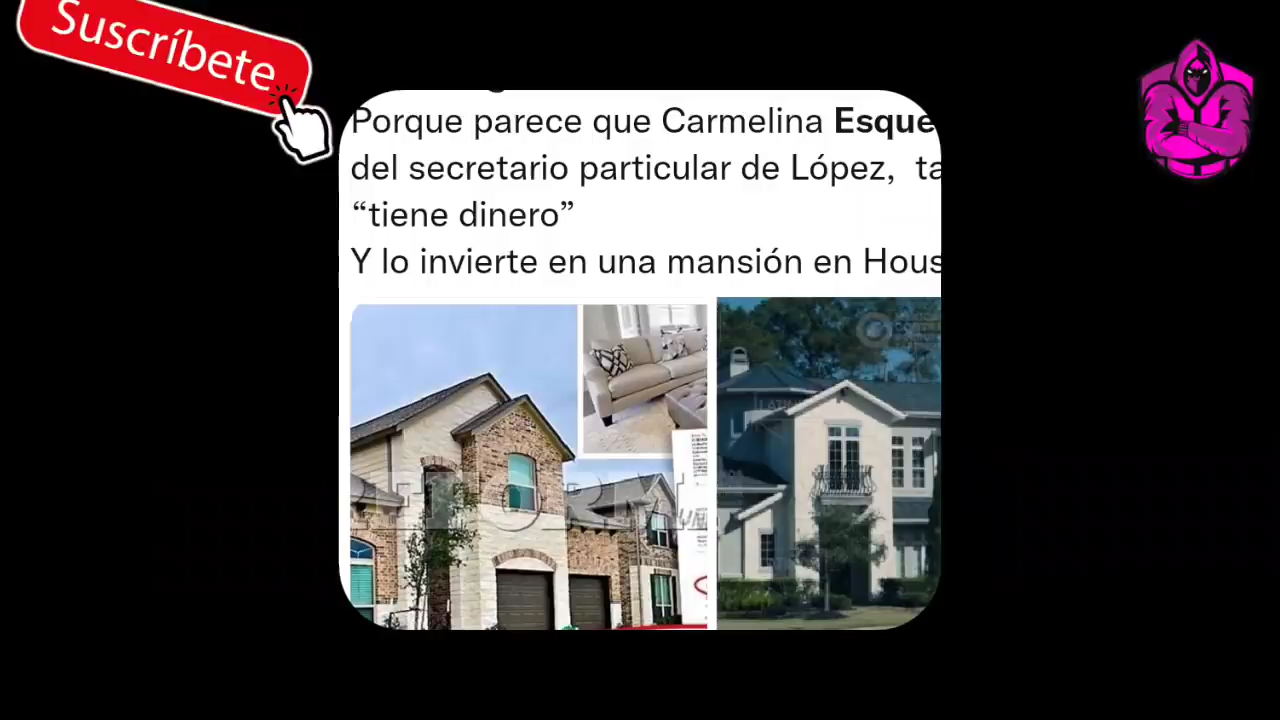 Suscríbete
Porque parece que Carmelina Esque
del secretario particular de López, ta
“tiene dinero”
Y lo invierte en una mansión en Hous